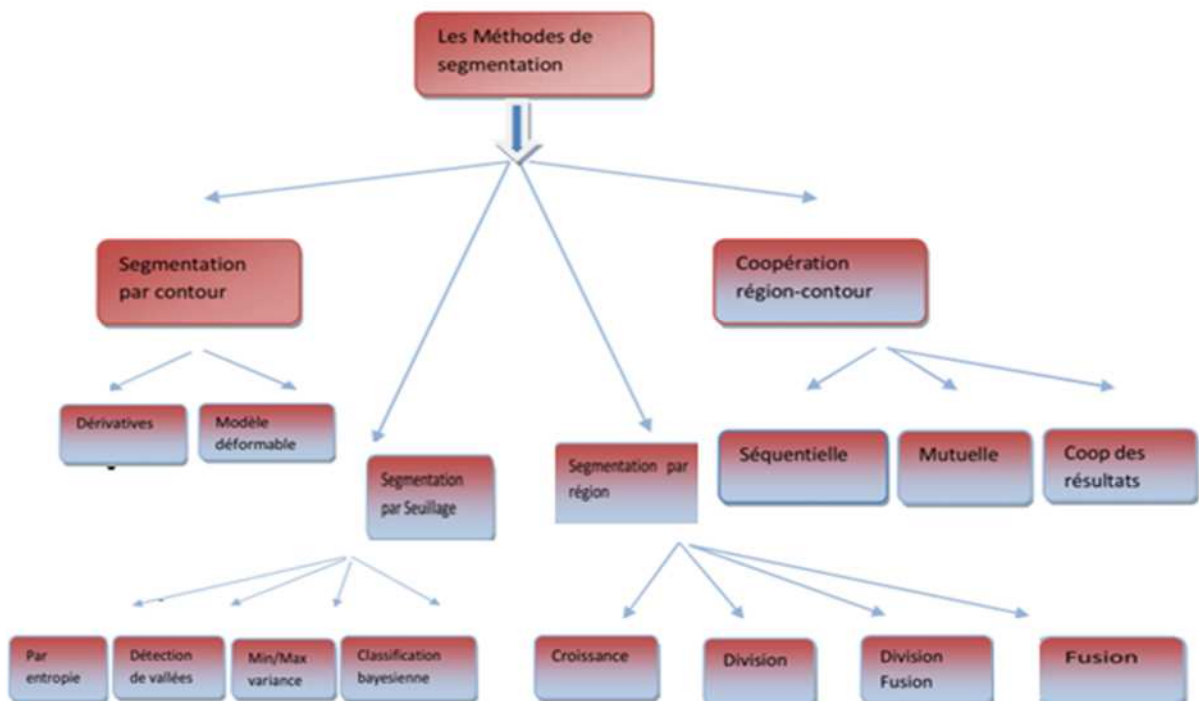 Les Méthodes de
segmentation
Segmentation
par contour
Coopération
région-contour
Dérivatives
Modèle
déformable
Segmentation
par Seuillage
Segmentation par
région
Séquentielle
Mutuelle
Coop des
résultats
Par
entropie
Détection
de vallées
Min/Max
variance
Classification
bayesienne
Croissance
Division
Division
Fusion
Fusion